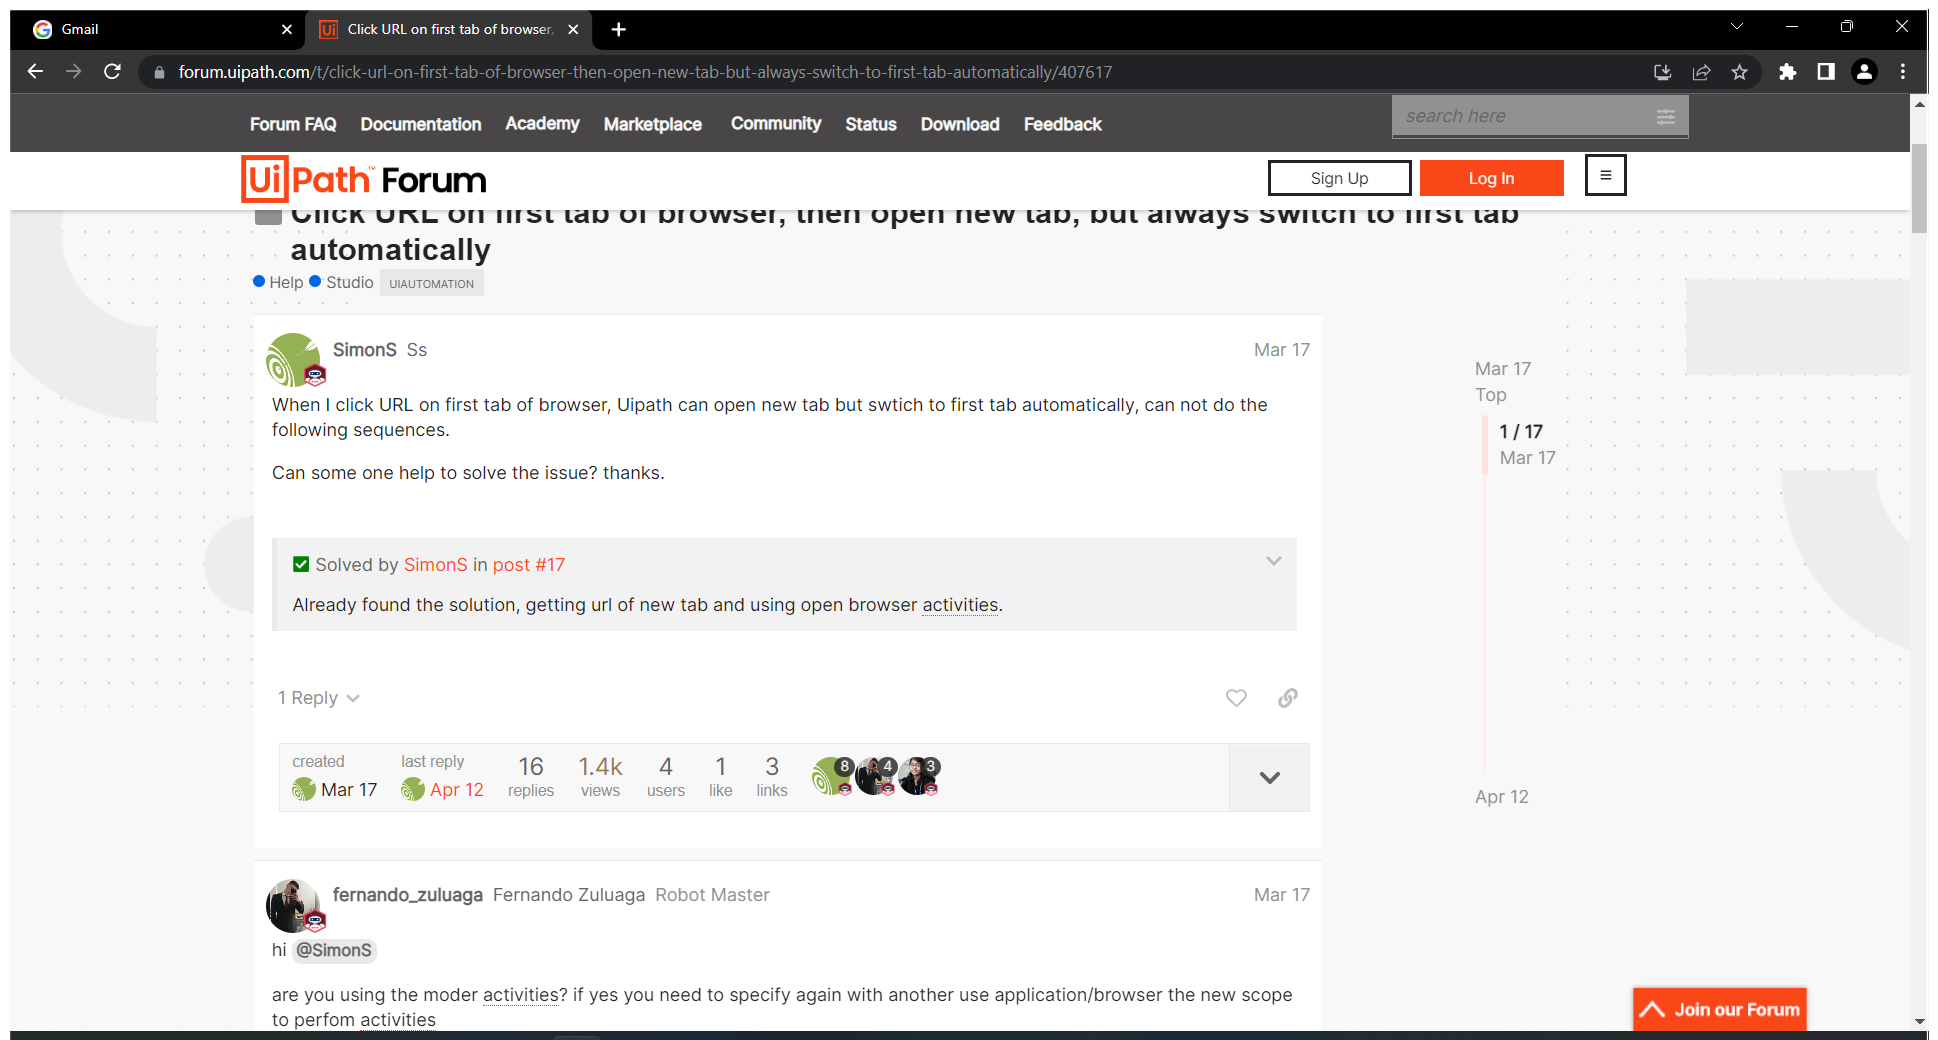 Gmail
Click URL on first tab of browser,
forum.uipath.com/t/click-url-on-first-tab-of-browser-then-open-new-tab-but-always-switch-to-first-tab-automatically/407617
Forum FAQ Documentation Academy Marketplace Community Status Download Feedback
search here
UiPath™ Forum
Sign Up
Log In
Click URL on first tab of browser, then open new tab, but always switch to first tab
automatically
Help Studio UIAUTOMATION
SimonS Ss
Mar 17
When I click URL on first tab of browser, Uipath can open new tab but swtich to first tab automatically, can not do the
following sequences.
Can some one help to solve the issue? thanks.
Solved by SimonS in post #17
Already found the solution, getting url of new tab and using open browser activities.
1 Reply
created
Mar 17
last reply
Apr 12
16
replies
1.4k
views
4
users
1
like
3
links
8 4 3
Mar 17
Top
1 / 17
Mar 17
Apr 12
fernando_zuluaga Fernando Zuluaga Robot Master
Mar 17
hi @SimonS
are you using the moder activities? if yes you need to specify again with another use application/browser the new scope
to perfom activities
Join our Forum